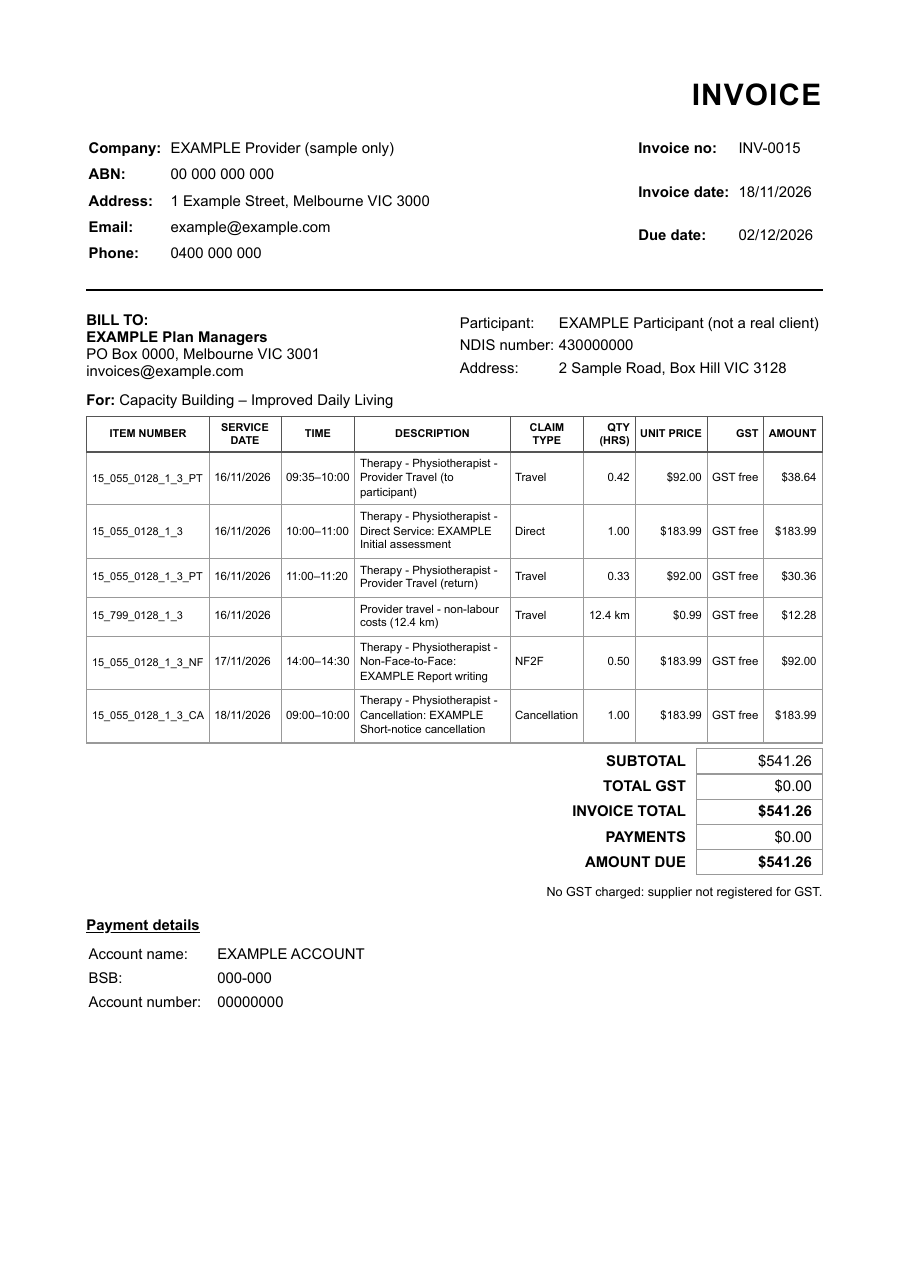 INVOICE
Company: EXAMPLE Provider (sample only)
ABN: 00 000 000 000
Address: 1 Example Street, Melbourne VIC 3000
Email: example@example.com
Phone: 0400 000 000
Invoice no: INV-0015
Invoice date: 18/11/2026
Due date: 02/12/2026
BILL TO:
EXAMPLE Plan Managers
PO Box 0000, Melbourne VIC 3001
invoices@example.com
Participant: EXAMPLE Participant (not a real client)
NDIS number: 430000000
Address: 2 Sample Road, Box Hill VIC 3128
For: Capacity Building – Improved Daily Living
ITEM NUMBER SERVICE DATE TIME DESCRIPTION CLAIM TYPE QTY (HRS) UNIT PRICE GST AMOUNT
15_055_0128_1_3_PT 16/11/2026 09:35–10:00 Therapy - Physiotherapist - Provider Travel (to participant) Travel 0.42 $92.00 GST free $38.64
15_055_0128_1_3 16/11/2026 10:00–11:00 Therapy - Physiotherapist - Direct Service: EXAMPLE Initial assessment Direct 1.00 $183.99 GST free $183.99
15_055_0128_1_3_PT 16/11/2026 11:00–11:20 Therapy - Physiotherapist - Provider Travel (return) Travel 0.33 $92.00 GST free $30.36
15_799_0128_1_3 16/11/2026 Provider travel - non-labour costs (12.4 km) Travel 12.4 km $0.99 GST free $12.28
15_055_0128_1_3_NF 17/11/2026 14:00–14:30 Therapy - Physiotherapist - Non-Face-to-Face: EXAMPLE Report writing NF2F 0.50 $183.99 GST free $92.00
15_055_0128_1_3_CA 18/11/2026 09:00–10:00 Therapy - Physiotherapist - Cancellation: EXAMPLE Short-notice cancellation Cancellation 1.00 $183.99 GST free $183.99
SUBTOTAL $541.26
TOTAL GST $0.00
INVOICE TOTAL $541.26
PAYMENTS $0.00
AMOUNT DUE $541.26
No GST charged: supplier not registered for GST.
Payment details
Account name: EXAMPLE ACCOUNT
BSB: 000-000
Account number: 00000000